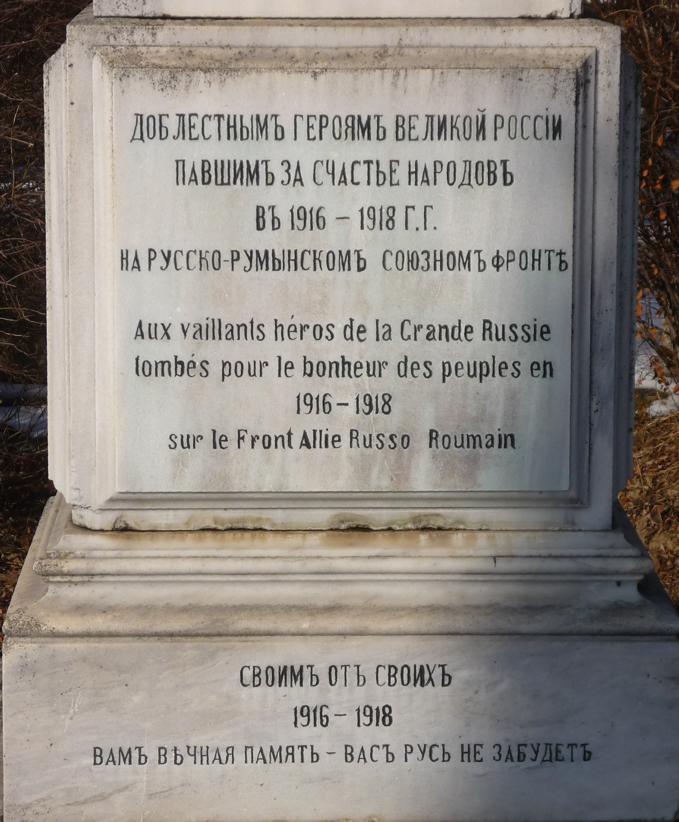 ДОБЛЕСТНЫМЪ ГЕРОЯМЪ ВЕЛИКОЙ РОССІИ
ПАВШИМЪ ЗА СЧАСТЬЕ НАРОДОВЪ
ВЪ 1916 – 1918 Г.Г.
НА РУССКО-РУМЫНСКОМЪ СОЮЗНОМЪ ФРОНТѢ
Aux vaillants héros de la Grande Russie
tombés pour le bonheur des peuples en
1916 – 1918
sur le Front Allie Russo Roumain
СВОИМЪ ОТЪ СВОИХЪ
1916 – 1918
ВАМЪ ВѢЧНАЯ ПАМЯТЬ – ВАСЪ РУСЬ НЕ ЗАБУДЕТЪ